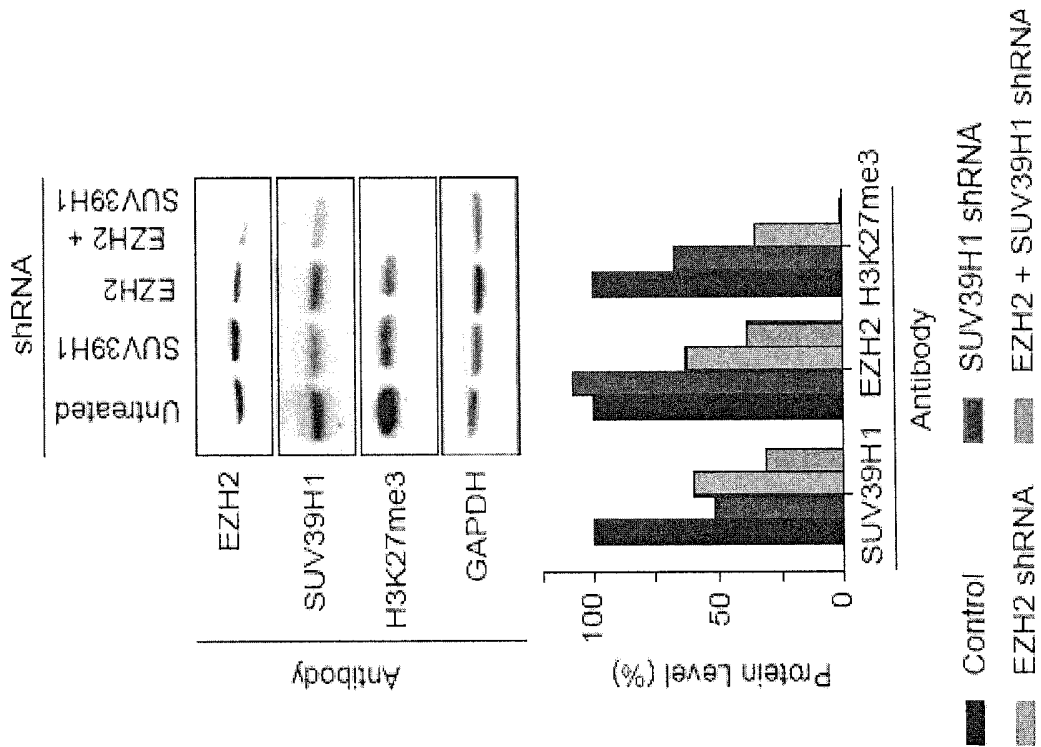 shRNA
Untreated
SUV39H1
EZH2
EZH2 +
SUV39H1
Antibody
EZH2
SUV39H1
H3K27me3
GAPDH
Protein Level (%)
100
50
0
SUV39H1 EZH2 H3K27me3
Antibody
Control
SUV39H1 shRNA
EZH2 shRNA
EZH2 + SUV39H1 shRNA